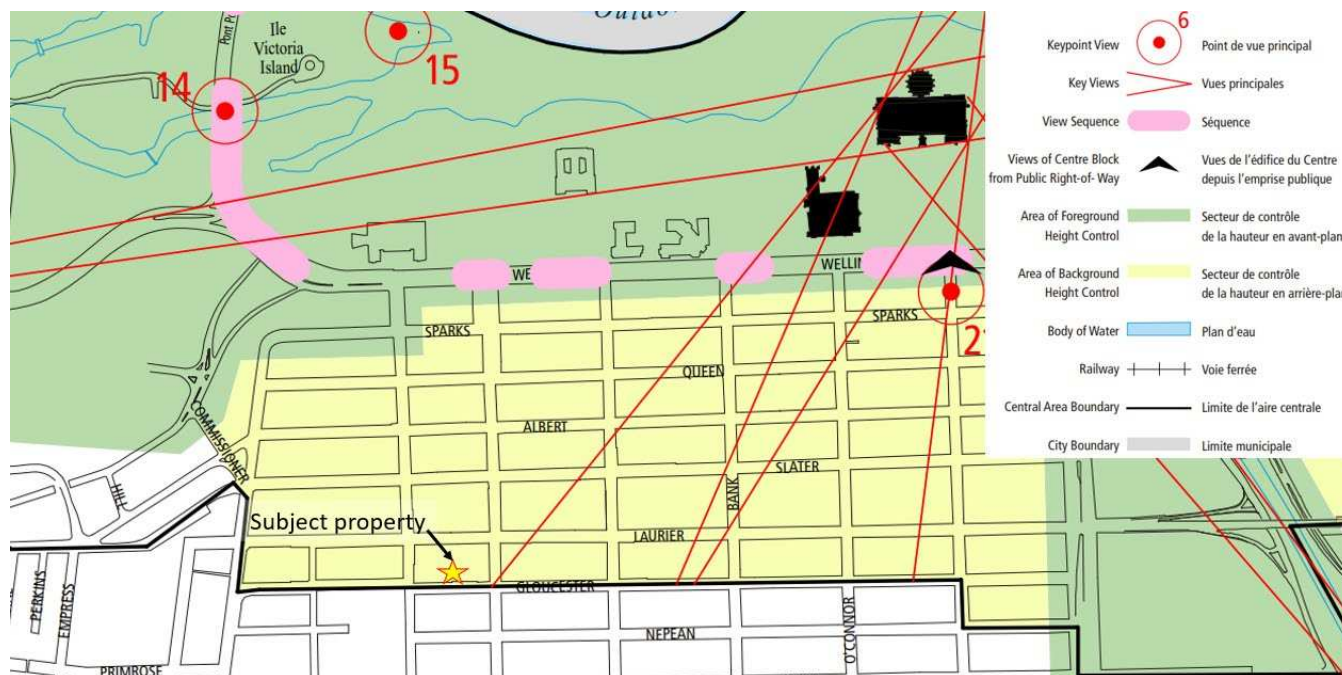 Outdo
Pont Po
Ile
Victoria
Island
14
15
WE
WELLIN
SPARKS
SPARKS
21
QUEEN
ALBERT
COMMISSIONER
SLATER
HILL
BANK
Subject property
LAURIER
GLOUCESTER
PERKINS
EMPRESS
NEPEAN
O'CONNOR
PRIMROSE
6
Keypoint View
Point de vue principal
Key Views
Vues principales
View Sequence
Séquence
Views of Centre Block
from Public Right-of- Way
Vues de l'édifice du Centre
depuis l'emprise publique
Area of Foreground
Height Control
Secteur de contrôle
de la hauteur en avant-plan
Area of Background
Height Control
Secteur de contrôle
de la hauteur en arrière-plan
Body of Water
Plan d'eau
Railway
Voie ferrée
Central Area Boundary
Limite de l'aire centrale
City Boundary
Limite municipale